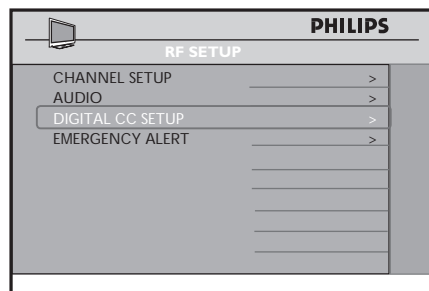 PHILIPS
RF SETUP
CHANNEL SETUP >
AUDIO >
DIGITAL CC SETUP >
EMERGENCY ALERT >